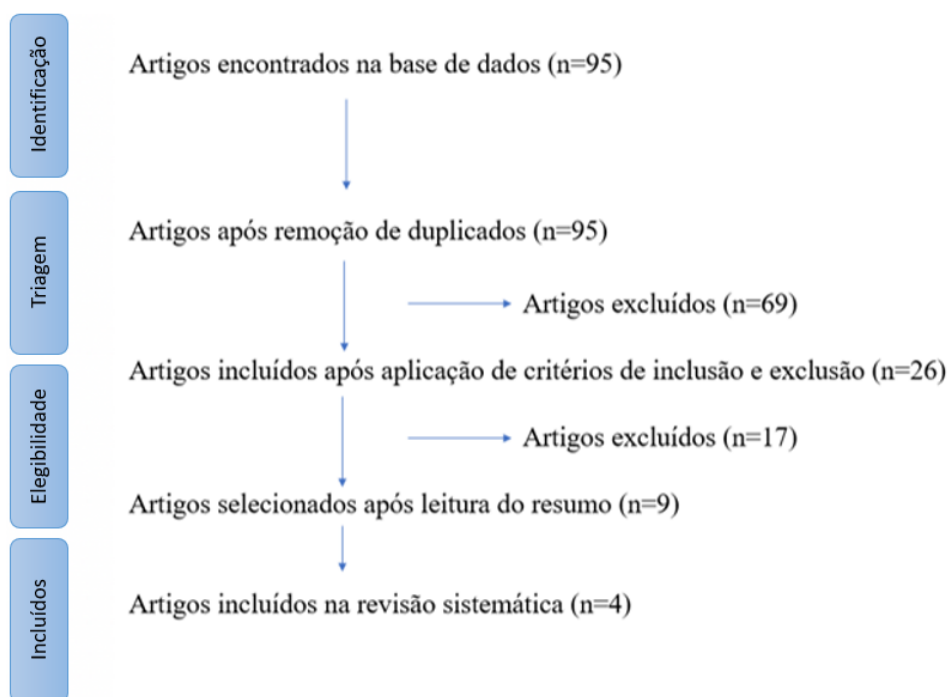 Identificação
Artigos encontrados na base de dados (n=95)
Triagem
Artigos após remoção de duplicados (n=95)
Artigos excluídos (n=69)
Artigos incluídos após aplicação de critérios de inclusão e exclusão (n=26)
Elegibilidade
Artigos excluídos (n=17)
Artigos selecionados após leitura do resumo (n=9)
Incluídos
Artigos incluídos na revisão sistemática (n=4)